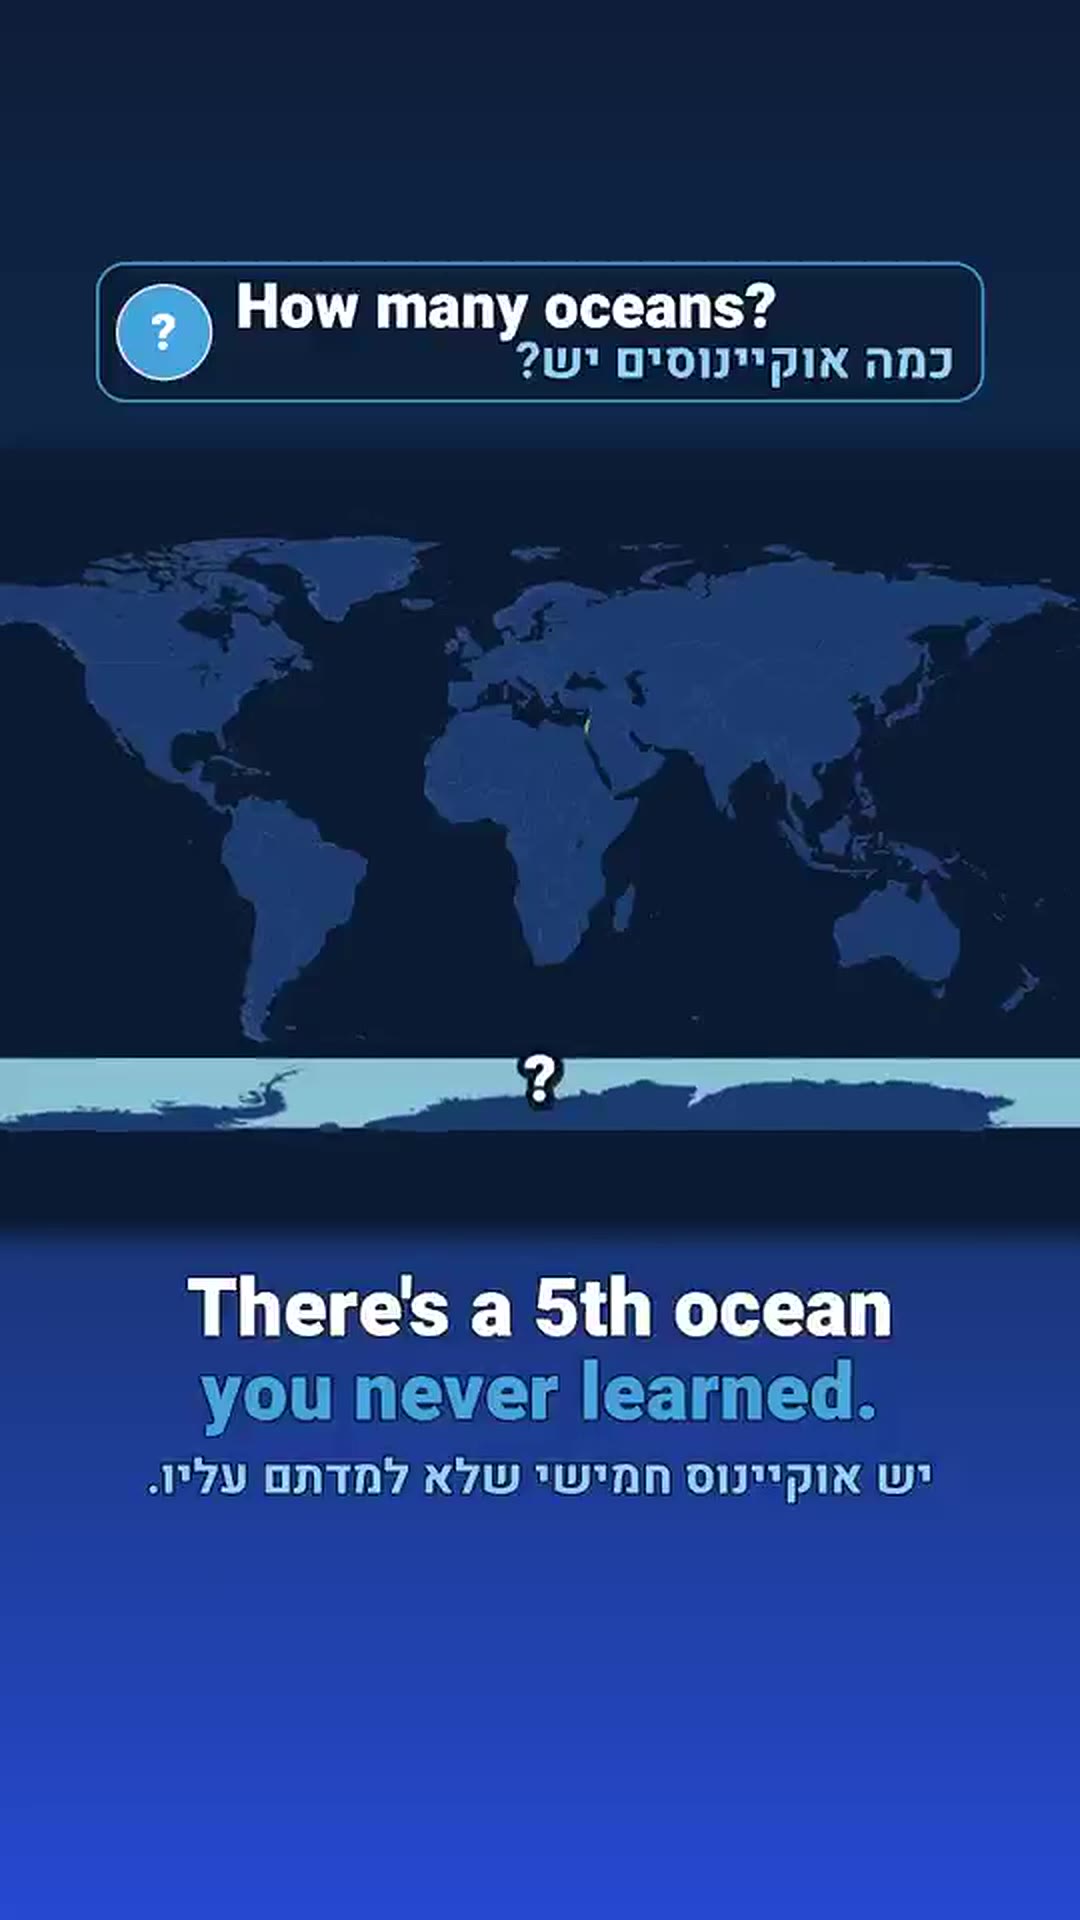 ?
How many oceans?
כמה אוקיינוסים יש?
?
There's a 5th ocean
you never learned.
יש אוקיינוס חמישי שלא למדתם עליו.